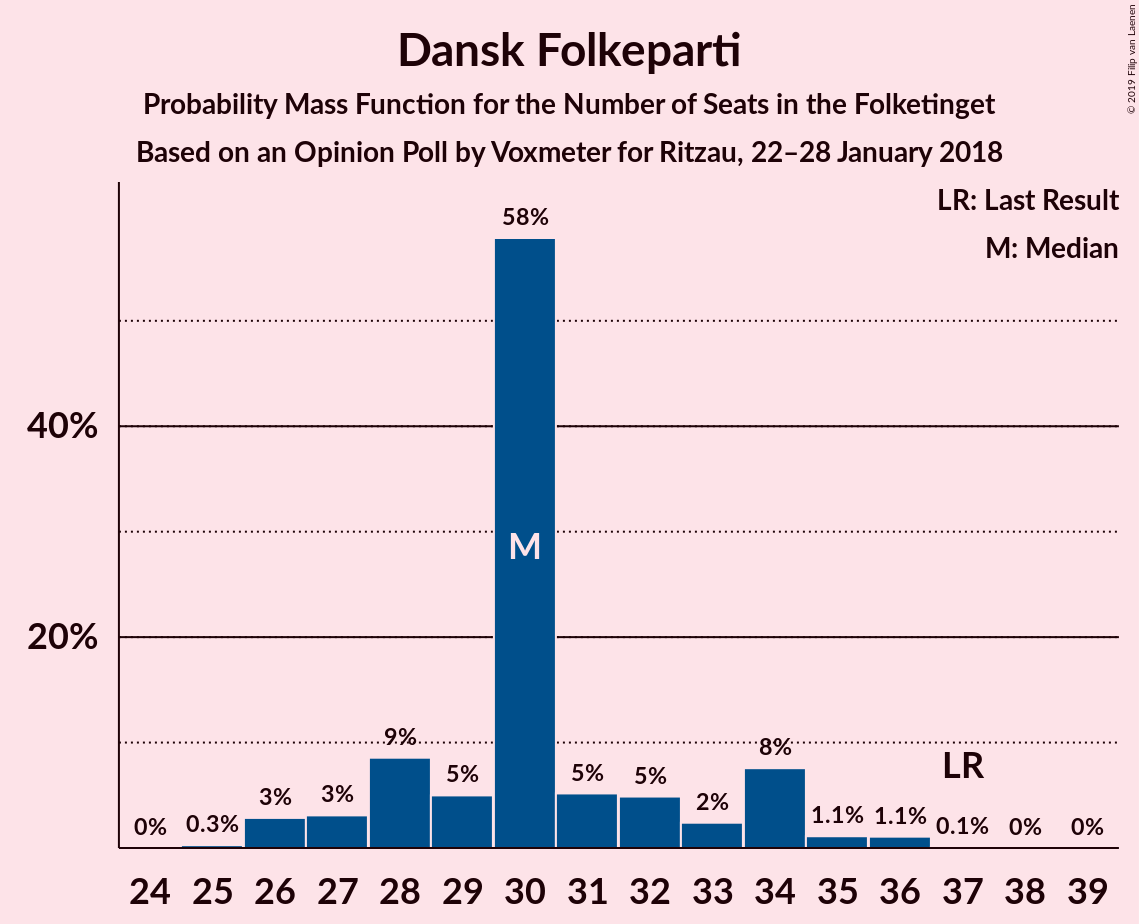 Dansk Folkeparti
Probability Mass Function for the Number of Seats in the Folketinget
Based on an Opinion Poll by Voxmeter for Ritzau, 22–28 January 2018
© 2019 Filip van Laenen
LR: Last Result
M: Median
40%
20%
0%
0.3%
3%
3%
9%
5%
58%
M
5%
5%
2%
8%
1.1%
1.1%
LR
0.1%
0%
0%
24 25 26 27 28 29 30 31 32 33 34 35 36 37 38 39